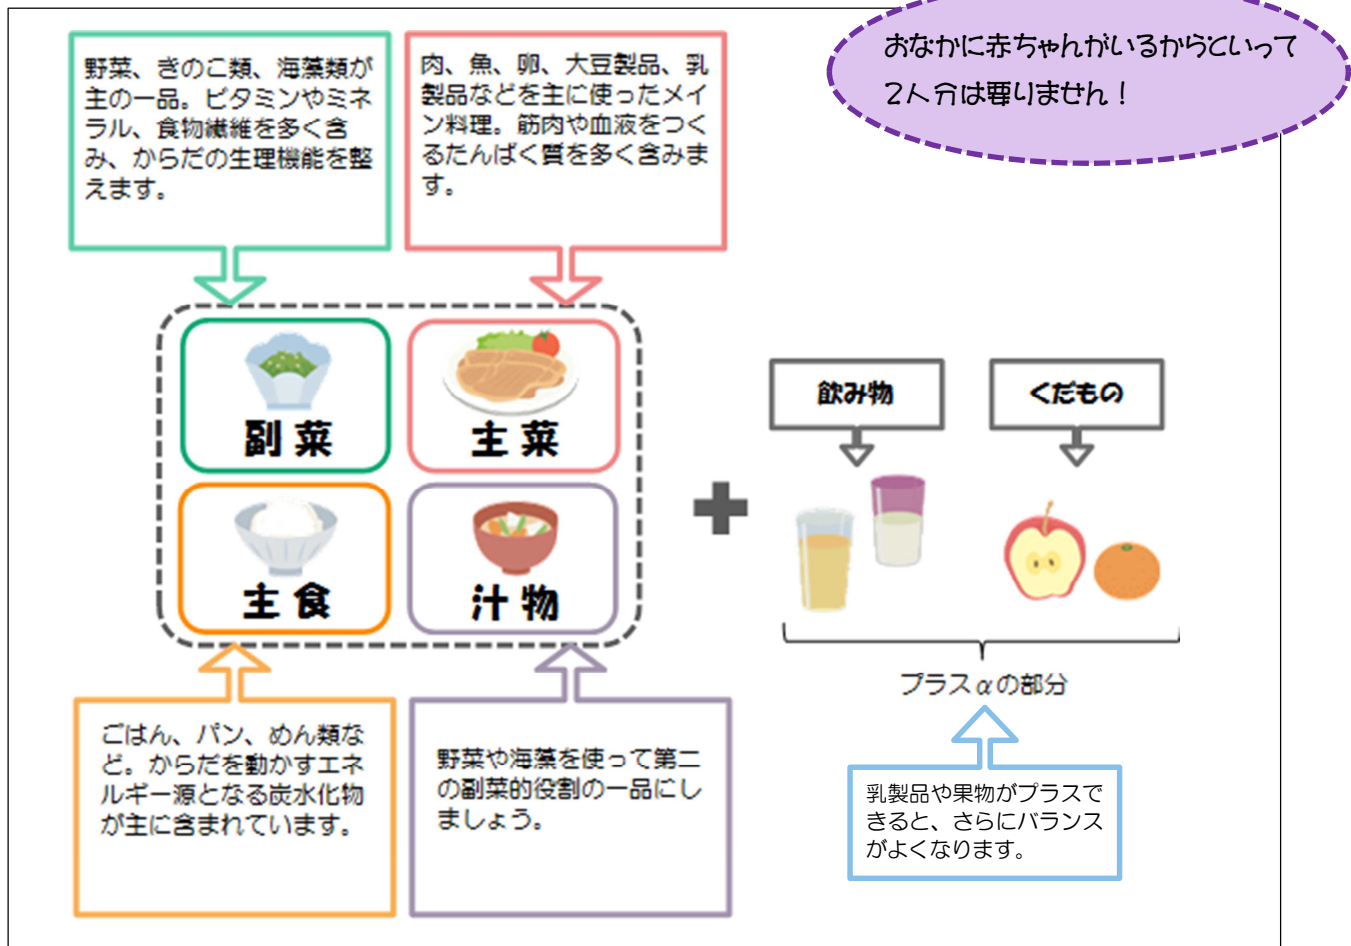 おなかに赤ちゃんがいるからといって
2人分は要りません！
野菜、きのこ類、海藻類が
主の一品。ビタミンやミネ
ラル、食物繊維を多く含
み、からだの生理機能を整
えます。
肉、魚、卵、大豆製品、乳
製品などを主に使ったメイ
ン料理。筋肉や血液をつく
るたんぱく質を多く含みま
す。
副菜
主菜
主食
汁物
飲み物
くだもの
プラスαの部分
ごはん、パン、めん類な
ど。からだを動かすエネ
ルギー源となる炭水化物
が主に含まれています。
野菜や海藻を使って第二
の副菜的役割の一品にし
ましょう。
乳製品や果物がプラスで
きると、さらにバランス
がよくなります。